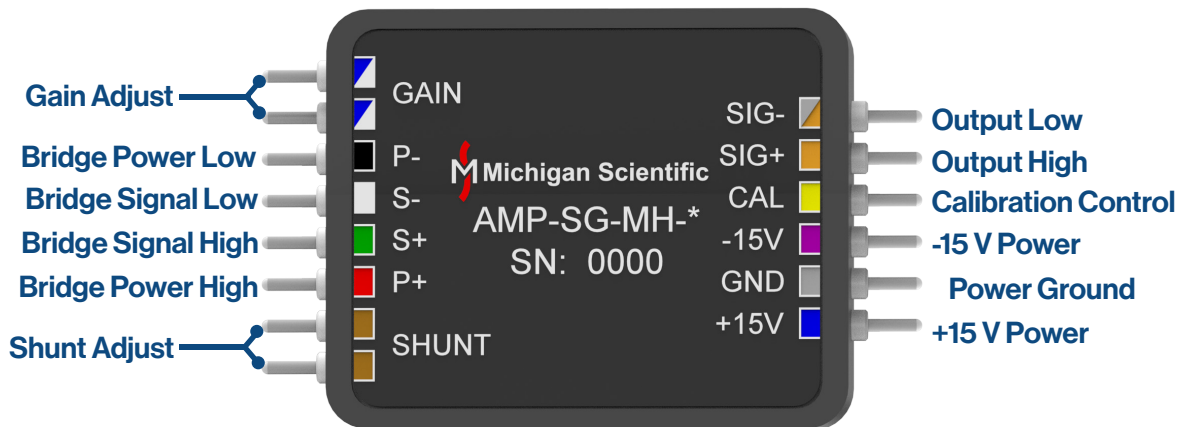 Gain Adjust
Bridge Power Low
Bridge Signal Low
Bridge Signal High
Bridge Power High
Shunt Adjust
GAIN
P-
S-
S+
P+
SHUNT
Michigan Scientific
AMP-SG-MH-*
SN: 0000
SIG-
SIG+
CAL
-15V
GND
+15V
Output Low
Output High
Calibration Control
-15 V Power
Power Ground
+15 V Power